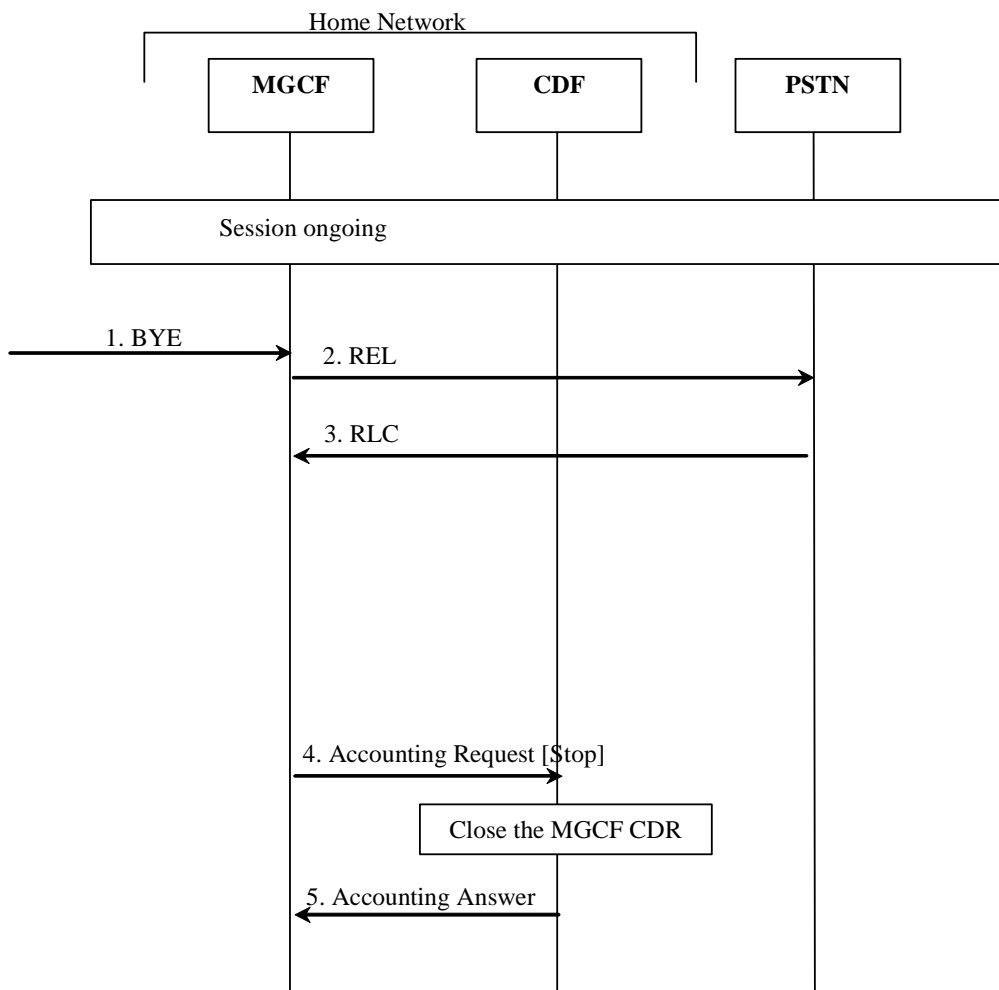 Home Network
MGCF
CDF
PSTN
Session ongoing
1. BYE
2. REL
3. RLC
4. Accounting Request [Stop]
Close the MGCF CDR
5. Accounting Answer